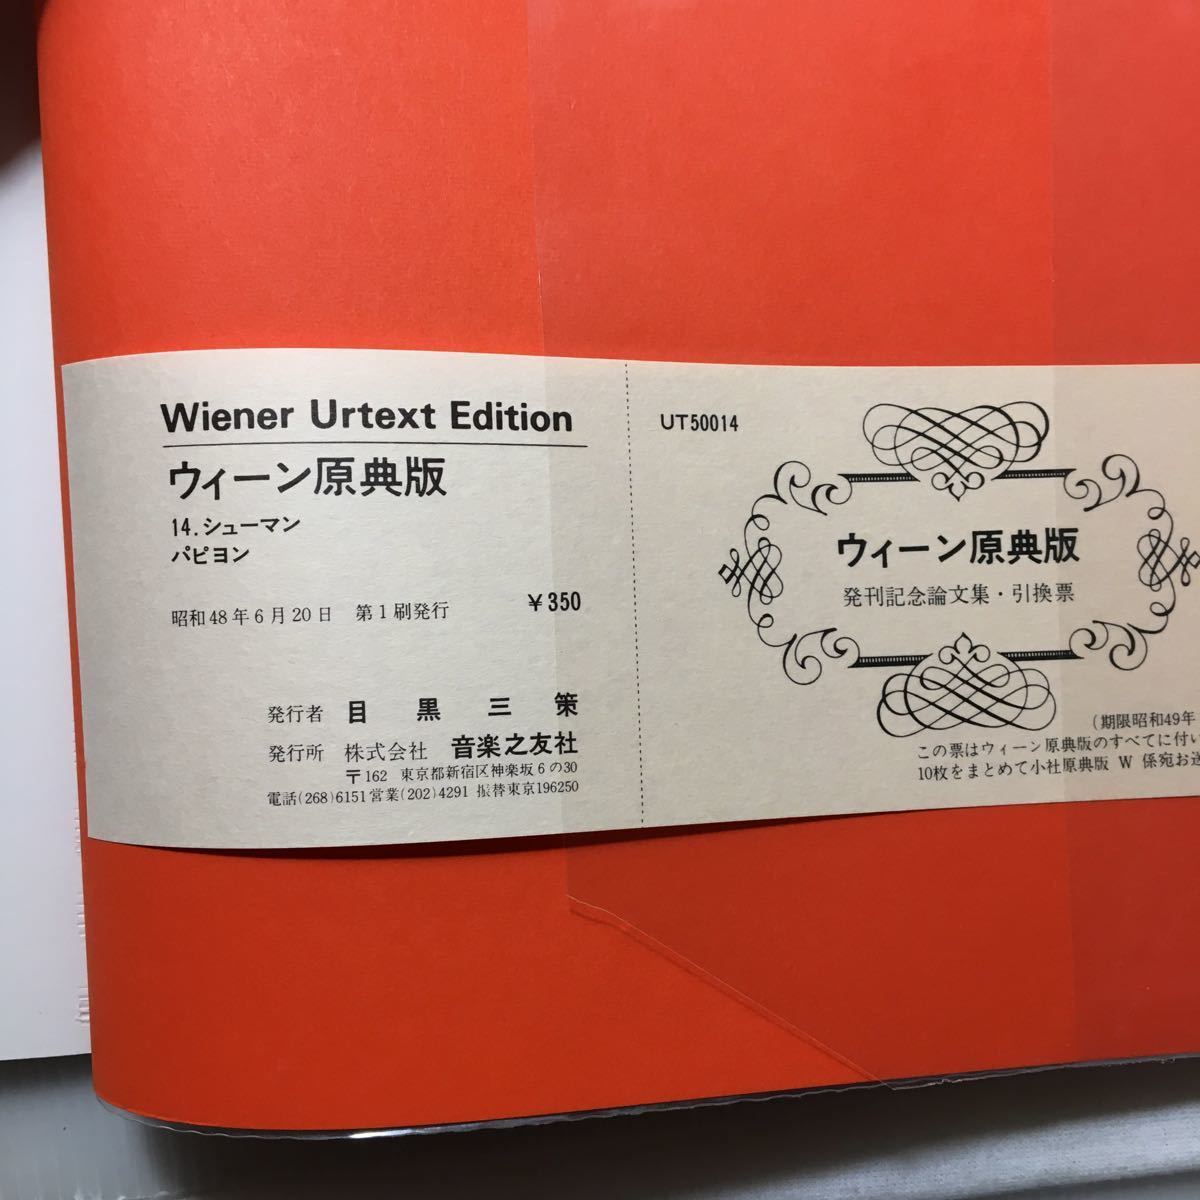 Wiener Urtext Edition
ウィーン原典版
14.シューマン
パピヨン
昭和48年6月20日 第1刷発行 ¥350
発行者 目黒三策
発行所 株式会社 音楽之友社
〒162 東京都新宿区神楽坂6の30
電話(268)6151営業(202)4291 振替東京196250
UT50014
ウィーン原典版
発刊記念論文集・引換票
(期限昭和49年
この票はウィーン原典版のすべてに付い
10枚をまとめて小社原典版 W 係宛お送